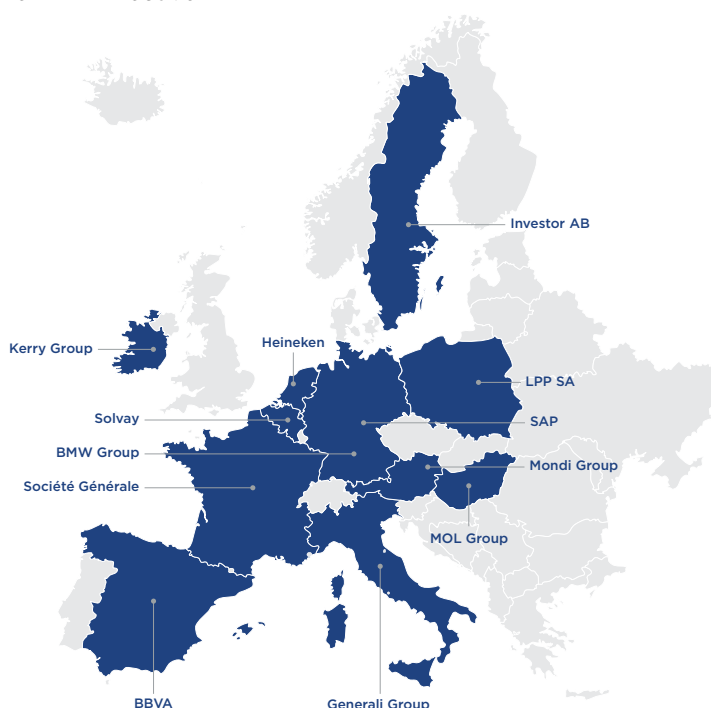 Investor AB
Heineken
Kerry Group
LPP SA
Solvay
SAP
BMW Group
Mondi Group
Société Générale
MOL Group
BBVA
Generali Group